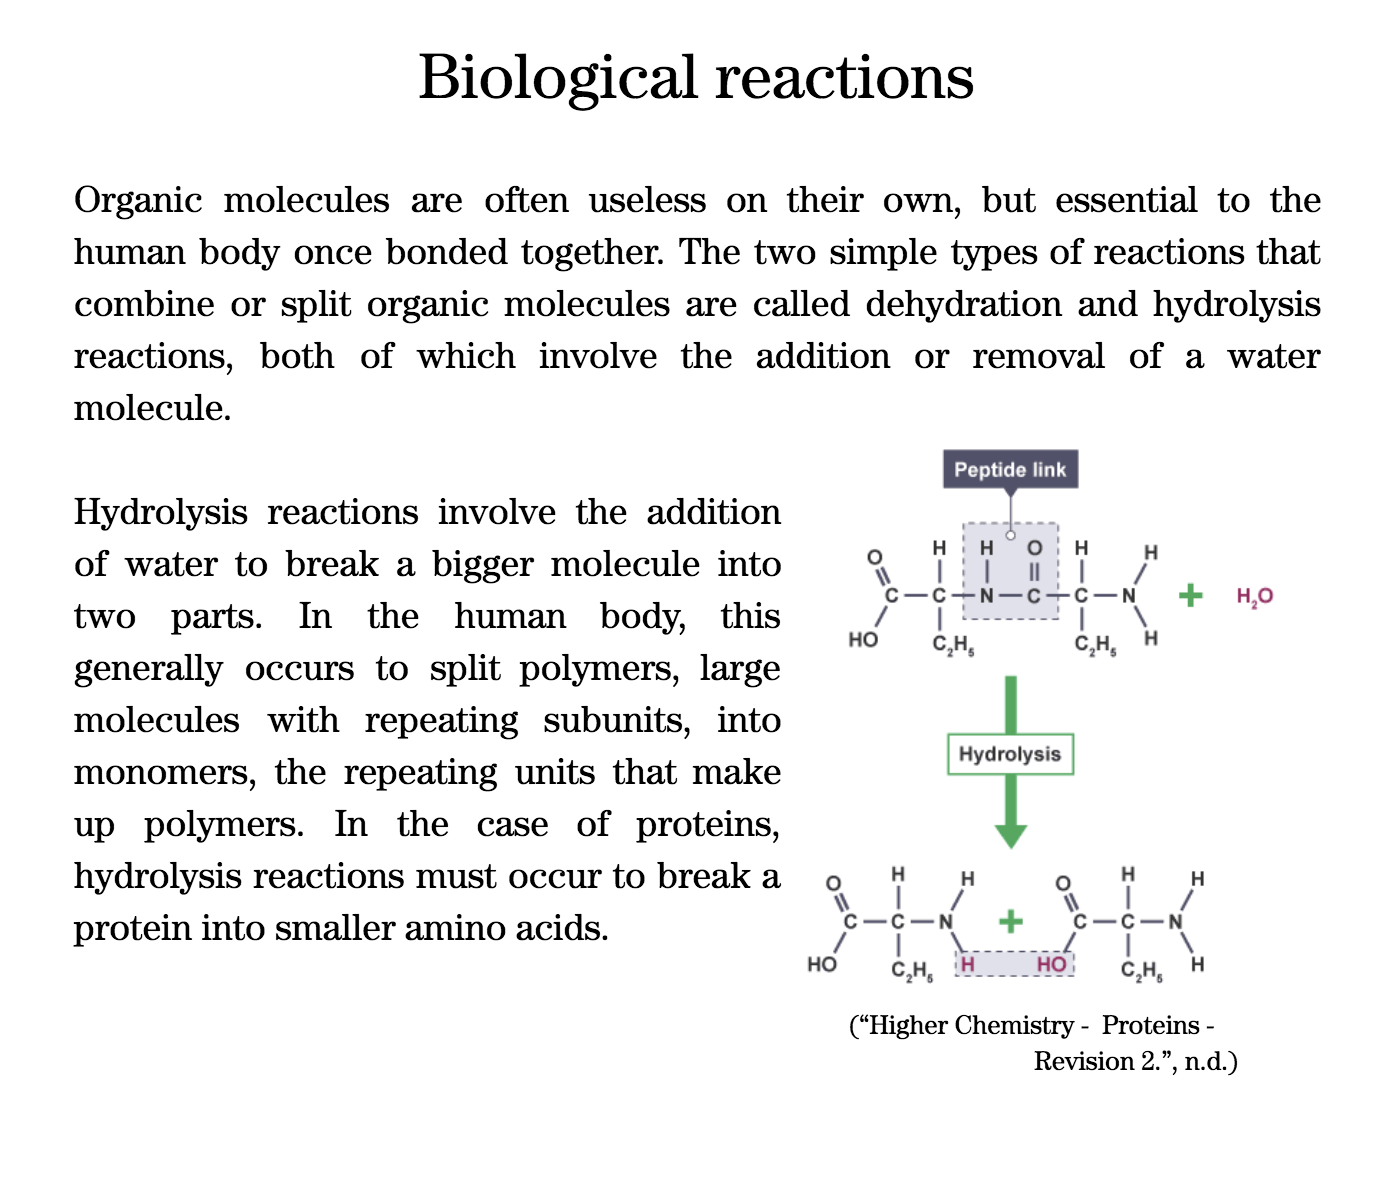 Biological reactions
Organic molecules are often useless on their own, but essential to the
human body once bonded together. The two simple types of reactions that
combine or split organic molecules are called dehydration and hydrolysis
reactions, both of which involve the addition or removal of a water
molecule.
Hydrolysis reactions involve the addition
of water to break a bigger molecule into
two parts. In the human body, this
generally occurs to split polymers, large
molecules with repeating subunits, into
monomers, the repeating units that make
up polymers. In the case of proteins,
hydrolysis reactions must occur to break a
protein into smaller amino acids.
Peptide link
H H O H H
O
C C N C C N + H₂O
HO C₂H₅ C₂H₅ H
Hydrolysis
O H H O H H
C C N + C C N
HO C₂H₅ H HO C₂H₅ H
(“Higher Chemistry - Proteins -
Revision 2.”, n.d.)